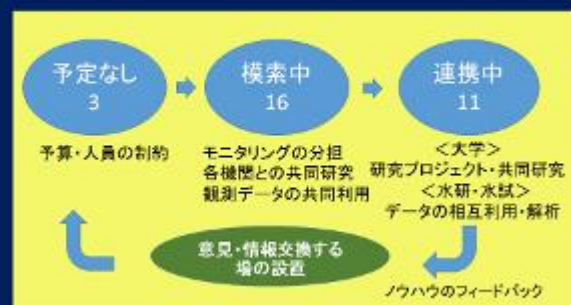 予定なし
3
模索中
16
連携中
11
予算・人員の制約
モニタリングの分担
各機関との共同研究
観測データの共同利用
＜大学＞
研究プロジェクト・共同研究
＜水研・水試＞
データの相互利用・解析
意見・情報交換する
場の設置
ノウハウのフィードバック